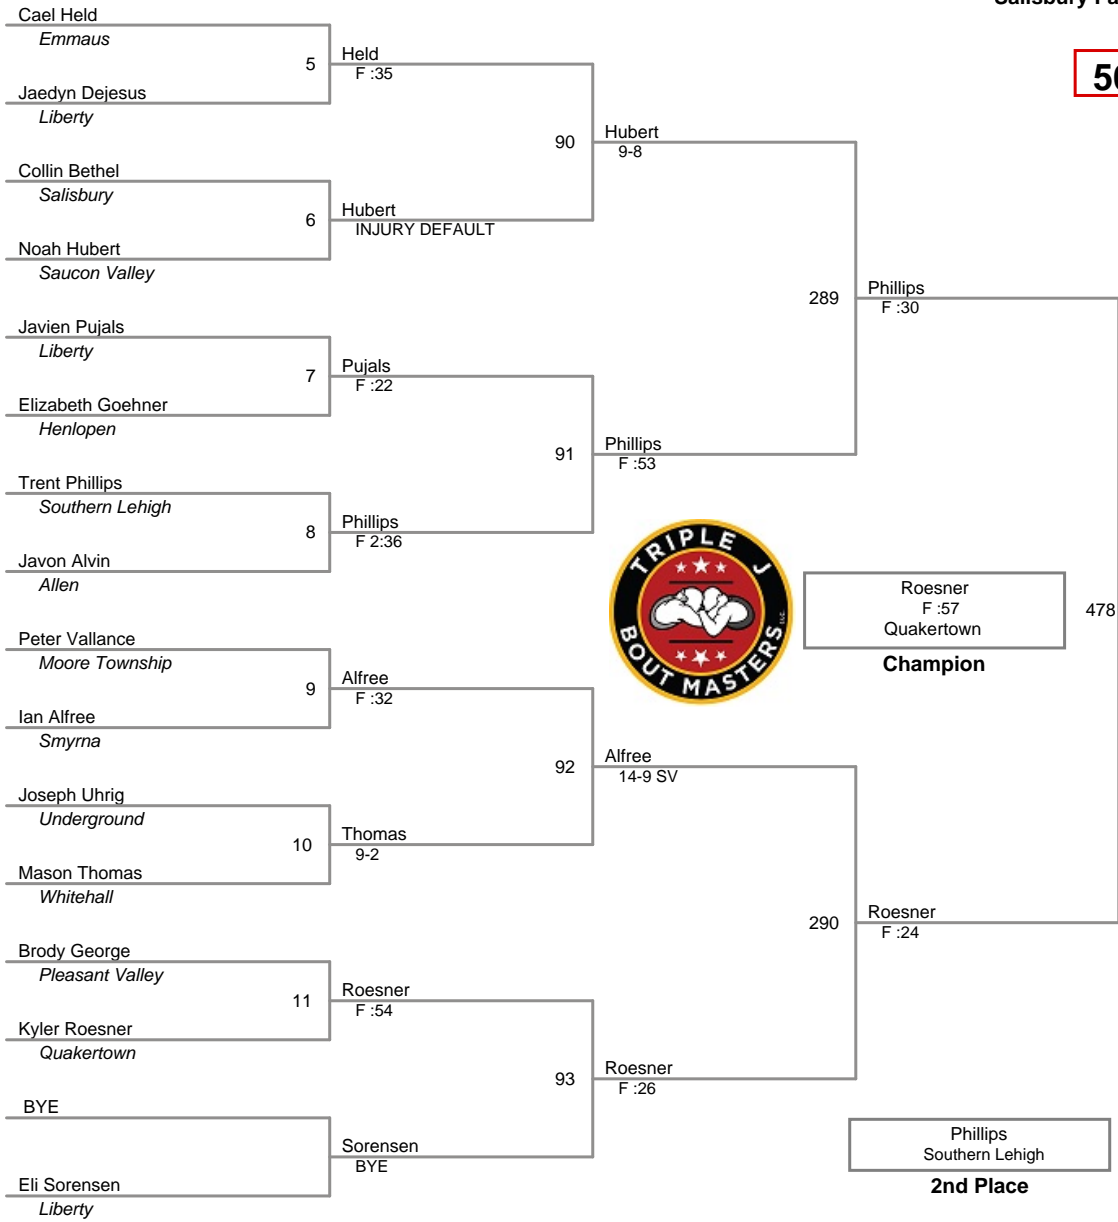 Salisbury Fa
50
Cael Held
Emmaus
5
Held
F :35
Jaedyn Dejesus
Liberty
90
Hubert
9-8
Collin Bethel
Salisbury
6
Hubert
INJURY DEFAULT
Noah Hubert
Saucon Valley
289
Phillips
F :30
Javien Pujals
Liberty
7
Pujals
F :22
Elizabeth Goehner
Henlopen
91
Phillips
F :53
Trent Phillips
Southern Lehigh
8
Phillips
F 2:36
Javon Alvin
Allen
TRIPLE J
BOUT MASTERS LLC.
Roesner
F :57
Quakertown
478
Champion
Peter Vallance
Moore Township
9
Alfree
F :32
Ian Alfree
Smyrna
92
Alfree
14-9 SV
Joseph Uhrig
Underground
10
Thomas
9-2
Mason Thomas
Whitehall
290
Roesner
F :24
Brody George
Pleasant Valley
11
Roesner
F :54
Kyler Roesner
Quakertown
93
Roesner
F :26
BYE
Sorensen
BYE
Eli Sorensen
Liberty
Phillips
Southern Lehigh
2nd Place